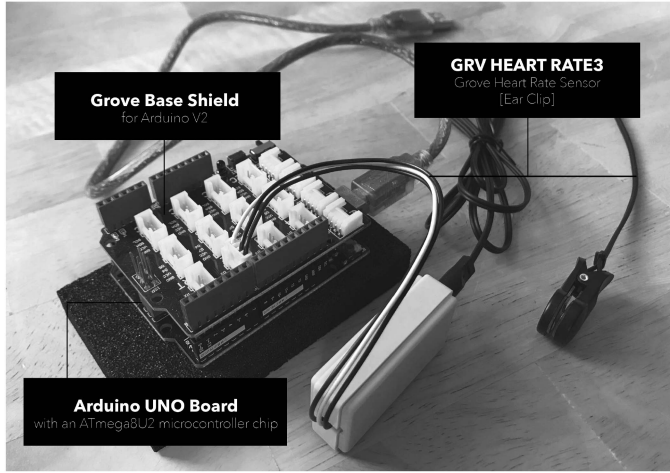 GRV HEART RATE3
Grove Heart Rate Sensor
[Ear Clip]
Grove Base Shield
for Arduino V2
Arduino UNO Board
with an ATmega8U2 microcontroller chip